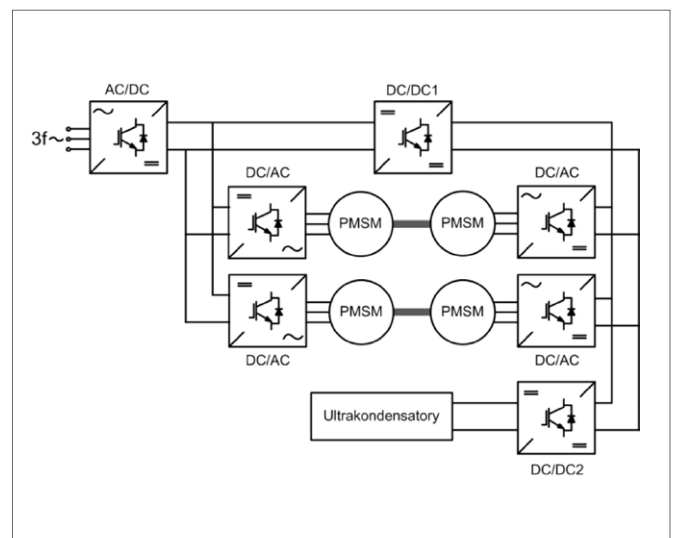 AC/DC
DC/DC1
3f~
DC/AC
DC/AC
PMSM
PMSM
PMSM
PMSM
DC/AC
DC/AC
Ultrakondensatory
DC/DC2